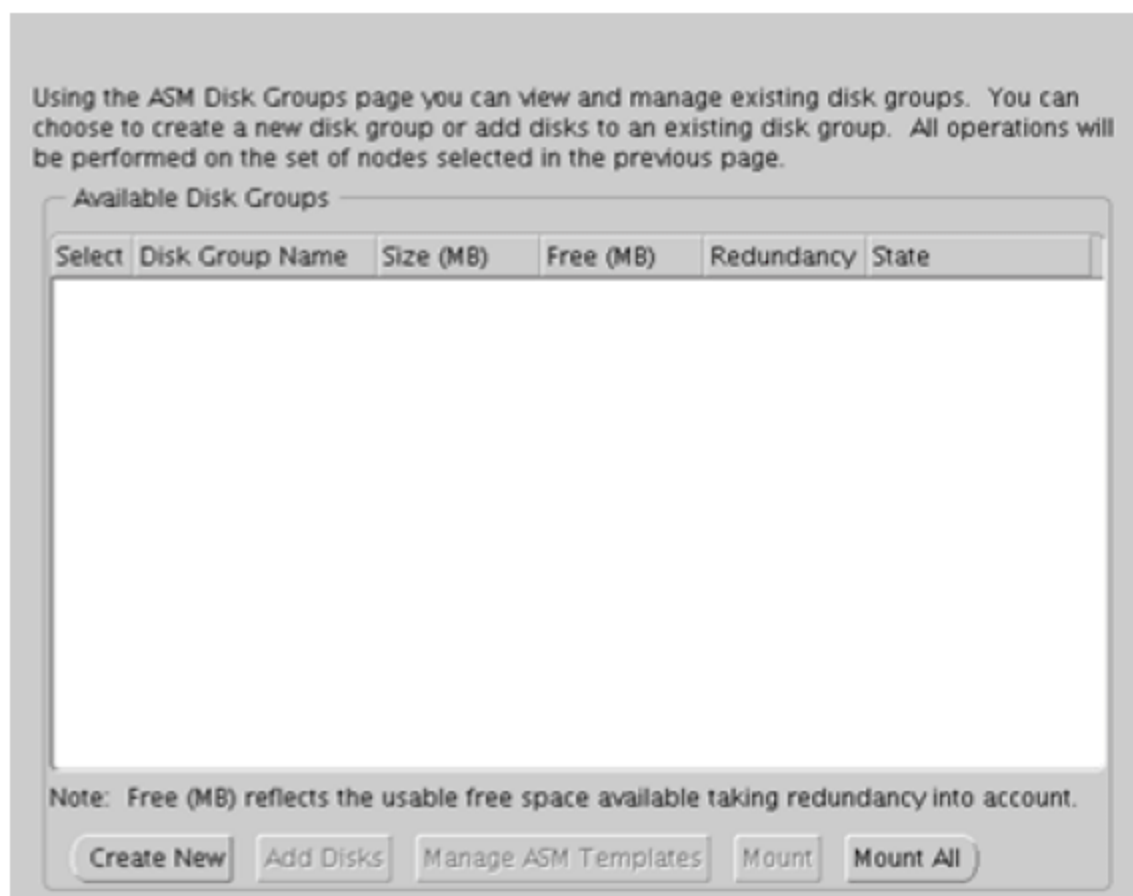 Using the ASM Disk Groups page you can view and manage existing disk groups. You can
choose to create a new disk group or add disks to an existing disk group. All operations will
be performed on the set of nodes selected in the previous page.
Available Disk Groups
Select Disk Group Name Size (MB) Free (MB) Redundancy State
Note: Free (MB) reflects the usable free space available taking redundancy into account.
Create New Add Disks Manage ASM Templates Mount Mount All